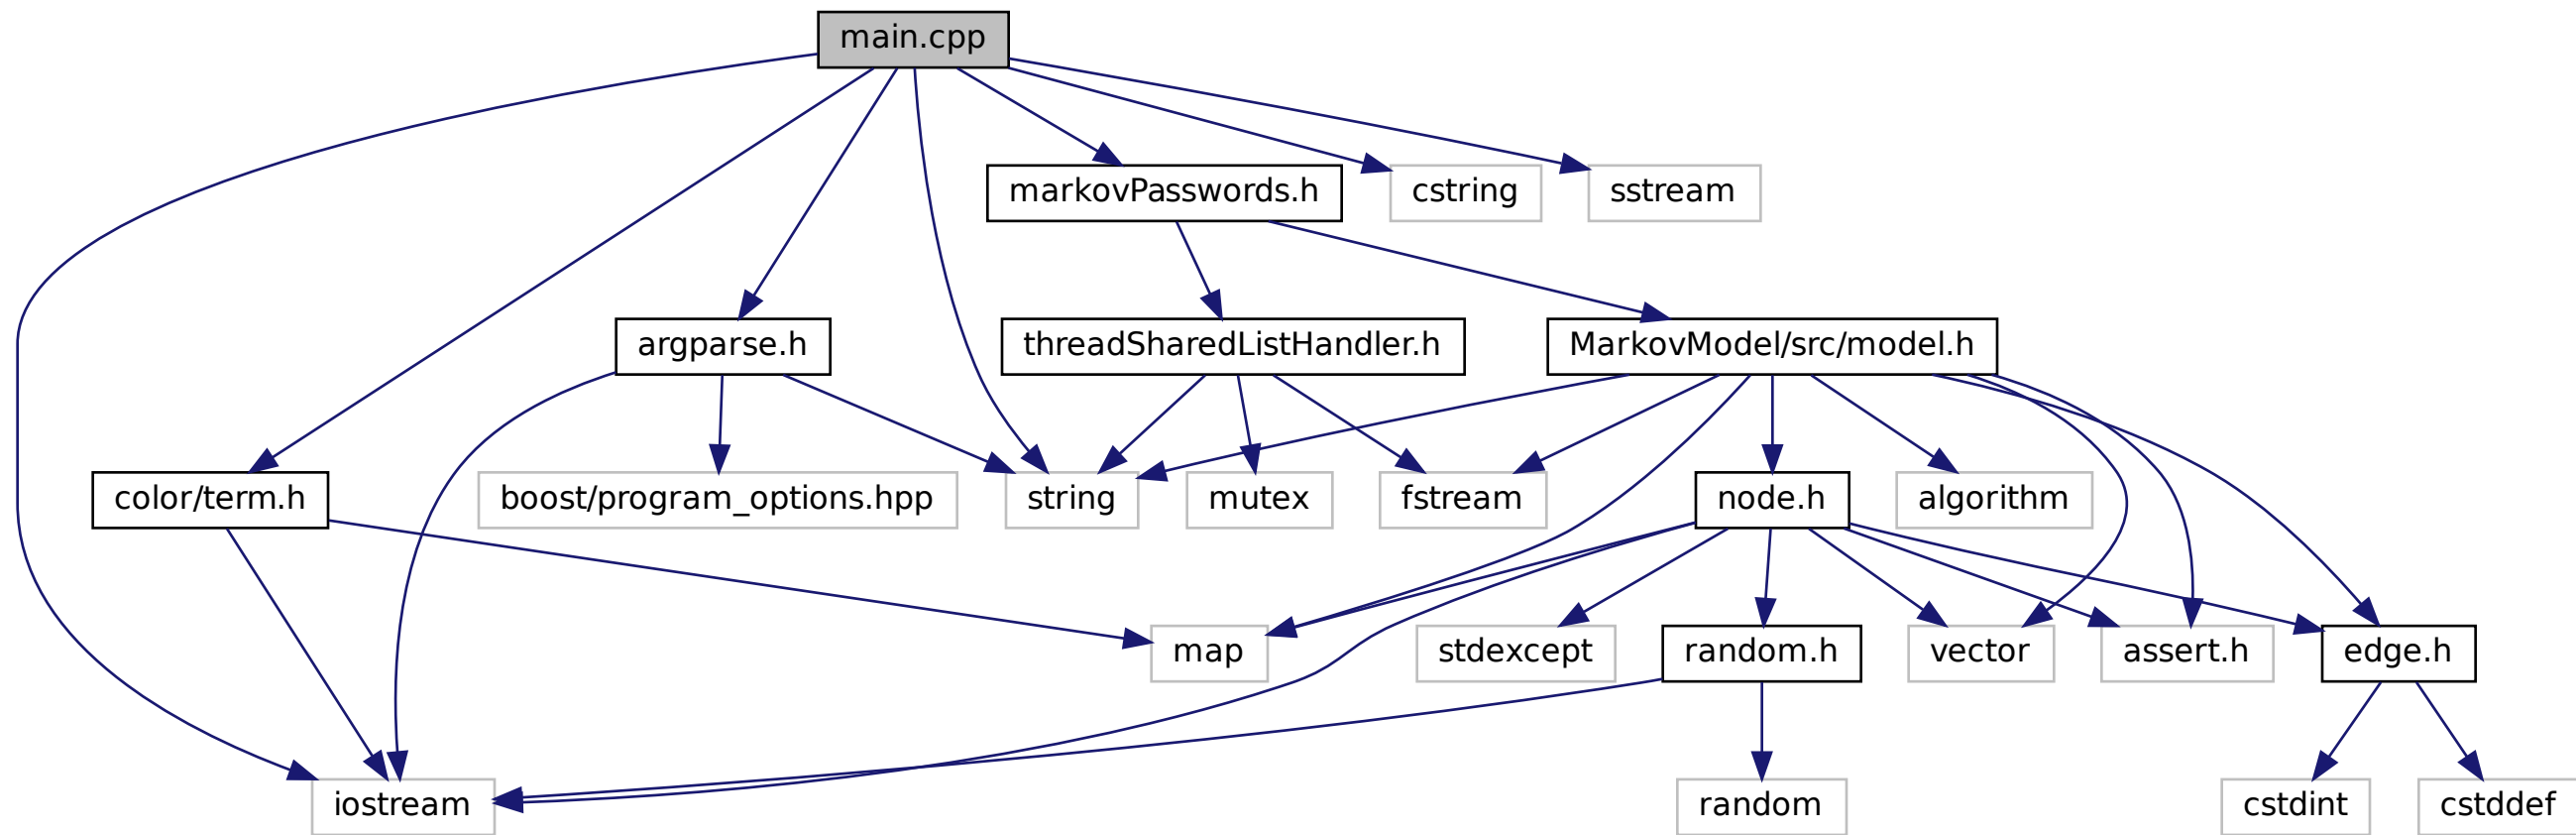 main.cpp
markovPasswords.h
cstring
sstream
argparse.h
threadSharedListHandler.h
MarkovModel/src/model.h
color/term.h
boost/program_options.hpp
string
mutex
fstream
node.h
algorithm
map
stdexcept
random.h
vector
assert.h
edge.h
iostream
random
cstdint
cstddef